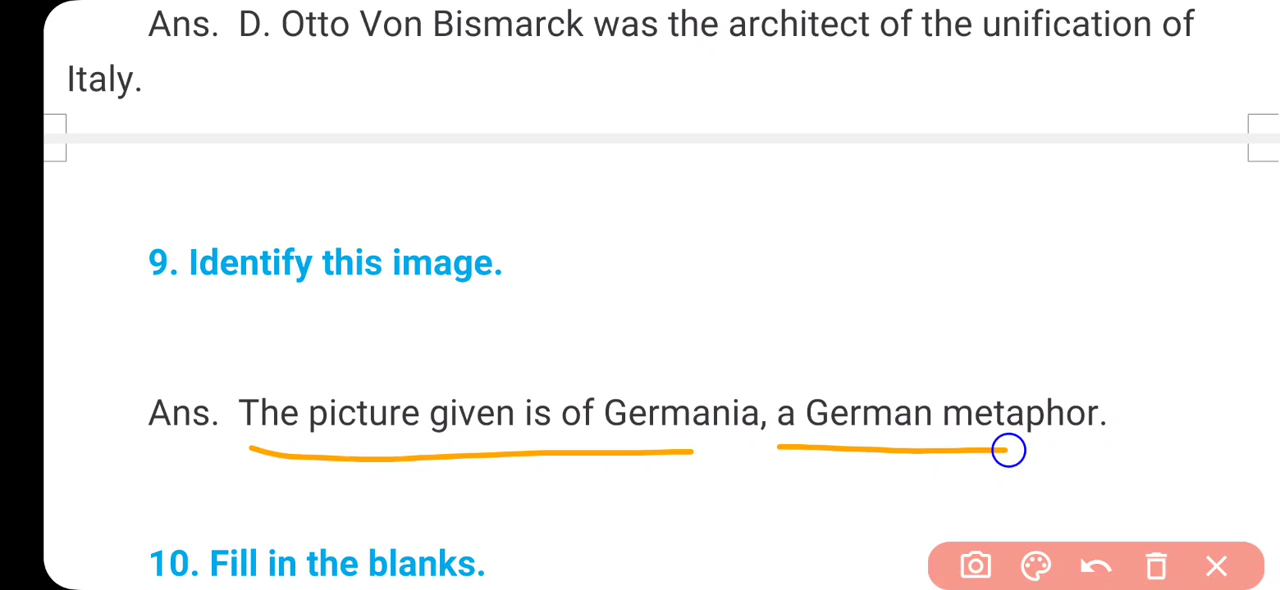 Ans. D. Otto Von Bismarck was the architect of the unification of
Italy.
9. Identify this image.
Ans. The picture given is of Germania, a German metaphor.
10. Fill in the blanks.